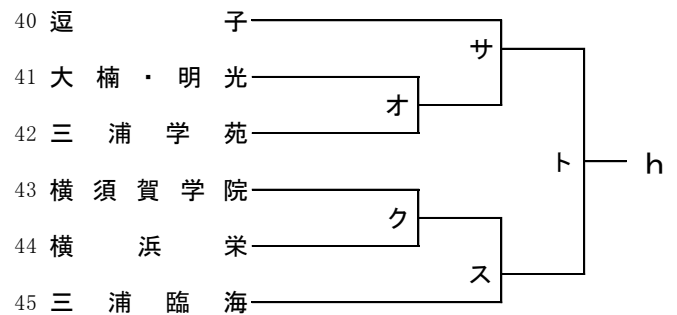 40 逗子
サ
41 大楠・明光
オ
42 三浦学苑
ト h
43 横須賀学院
ク
44 横浜栄
ス
45 三浦臨海